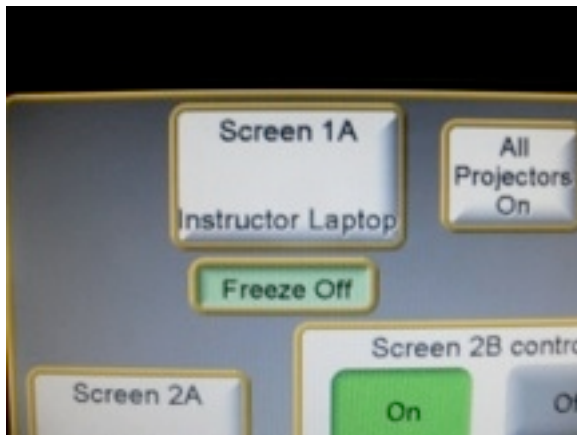 Screen 1A
Instructor Laptop
All
Projectors
On
Freeze Off
Screen 2B contro
Screen 2A
On